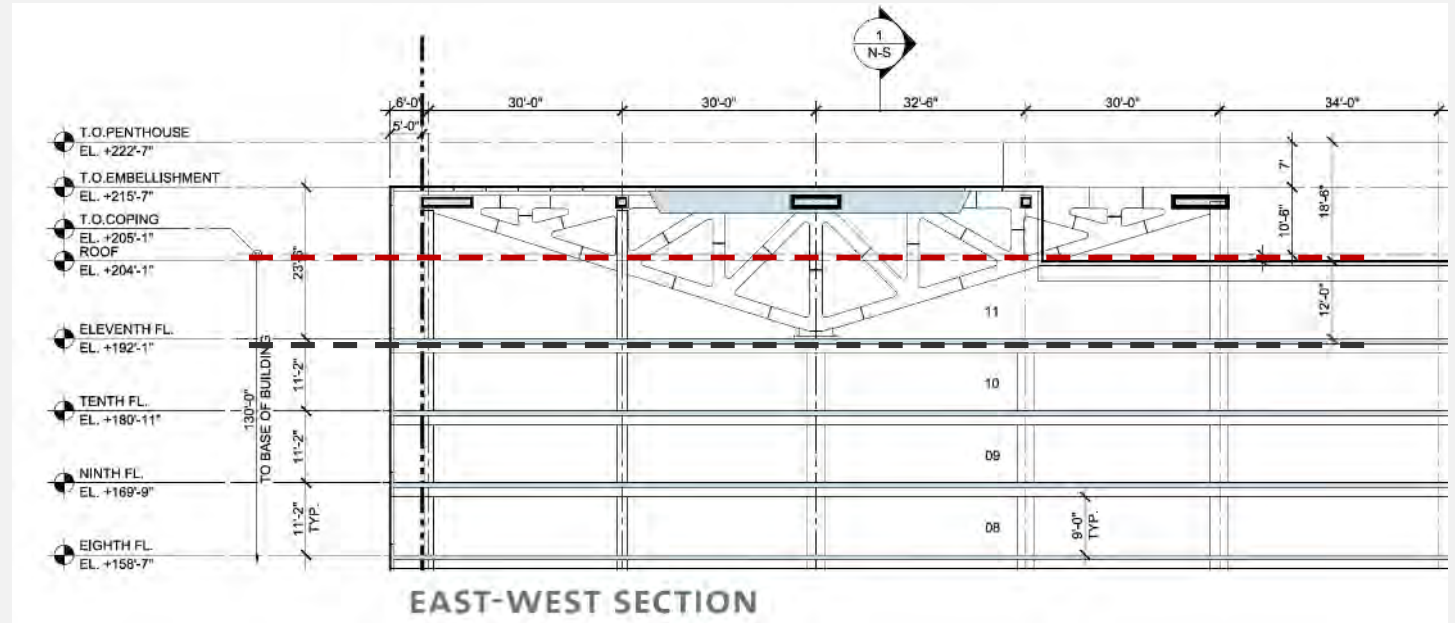 1
N-S
6'-0"
30'-0"
30'-0"
32'-6"
30'-0"
34'-0"
5'-0"
T.O.PENTHOUSE
EL. +222'-7"
T.O.EMBELLISHMENT
EL. +215'-7"
T.O.COPING
EL. +205'-1"
ROOF
EL. +204'-1"
ELEVENTH FL.
EL. +192'-1"
TENTH FL.
EL. +180'-11"
NINTH FL.
EL. +169'-9"
EIGHTH FL.
EL. +158'-7"
130'-0"
TO BASE OF BUILDING
23'-6"
11'-2"
11'-2"
11'-2"
TYP.
7'
10'-6"
18'-6"
1'
12'-0"
11
10
09
08
9'-0"
TYP.
EAST-WEST SECTION